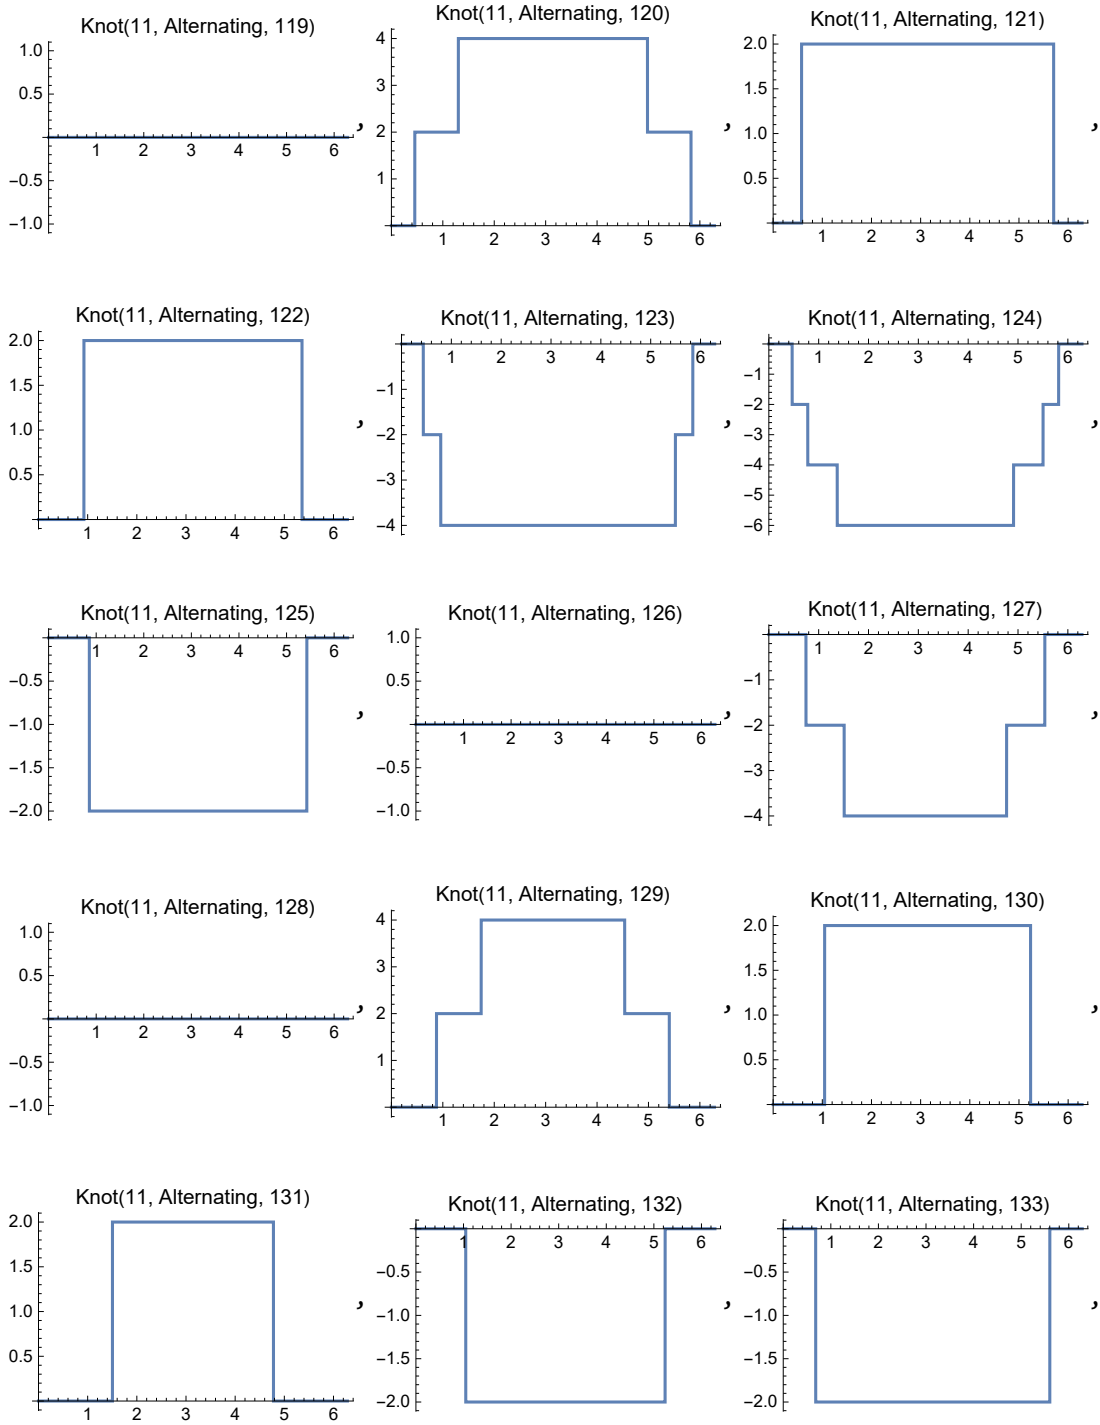 Knot(11, Alternating, 119)
1.0
0.5
1 2 3 4 5 6
−0.5
−1.0
,
Knot(11, Alternating, 120)
4
3
2
1
1 2 3 4 5 6
,
Knot(11, Alternating, 121)
2.0
1.5
1.0
0.5
1 2 3 4 5 6
,
Knot(11, Alternating, 122)
2.0
1.5
1.0
0.5
1 2 3 4 5 6
,
Knot(11, Alternating, 123)
1 2 3 4 5 6
−1
−2
−3
−4
,
Knot(11, Alternating, 124)
1 2 3 4 5 6
−1
−2
−3
−4
−5
−6
,
Knot(11, Alternating, 125)
1 2 3 4 5 6
−0.5
−1.0
−1.5
−2.0
,
Knot(11, Alternating, 126)
1.0
0.5
1 2 3 4 5 6
−0.5
−1.0
,
Knot(11, Alternating, 127)
1 2 3 4 5 6
−1
−2
−3
−4
,
Knot(11, Alternating, 128)
1.0
0.5
1 2 3 4 5 6
−0.5
−1.0
,
Knot(11, Alternating, 129)
4
3
2
1
1 2 3 4 5 6
,
Knot(11, Alternating, 130)
2.0
1.5
1.0
0.5
1 2 3 4 5 6
,
Knot(11, Alternating, 131)
2.0
1.5
1.0
0.5
1 2 3 4 5 6
,
Knot(11, Alternating, 132)
1 2 3 4 5 6
−0.5
−1.0
−1.5
−2.0
,
Knot(11, Alternating, 133)
1 2 3 4 5 6
−0.5
−1.0
−1.5
−2.0
,